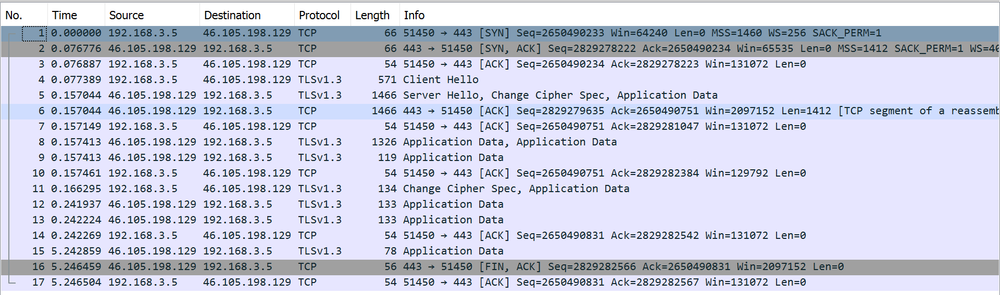 No. Time Source Destination Protocol Length Info
1 0.000000 192.168.3.5 46.105.198.129 TCP 66 51450 → 443 [SYN] Seq=2650490233 Win=64240 Len=0 MSS=1460 WS=256 SACK_PERM=1
2 0.076776 46.105.198.129 192.168.3.5 TCP 66 443 → 51450 [SYN, ACK] Seq=2829278222 Ack=2650490234 Win=65535 Len=0 MSS=1412 SACK_PERM=1
3 0.076887 192.168.3.5 46.105.198.129 TCP 54 51450 → 443 [ACK] Seq=2650490234 Ack=2829278223 Win=131072 Len=0
4 0.077389 192.168.3.5 46.105.198.129 TLSv1.3 571 Client Hello
5 0.157044 46.105.198.129 192.168.3.5 TLSv1.3 1466 Server Hello, Change Cipher Spec, Application Data
6 0.157044 46.105.198.129 192.168.3.5 TCP 1466 443 → 51450 [ACK] Seq=2829279635 Ack=2650490751 Win=2097152 Len=1412 [TCP segment of a reassemb
7 0.157149 192.168.3.5 46.105.198.129 TCP 54 51450 → 443 [ACK] Seq=2650490751 Ack=2829281047 Win=131072 Len=0
8 0.157413 46.105.198.129 192.168.3.5 TLSv1.3 1326 Application Data, Application Data
9 0.157413 46.105.198.129 192.168.3.5 TLSv1.3 119 Application Data
10 0.157461 192.168.3.5 46.105.198.129 TCP 54 51450 → 443 [ACK] Seq=2650490751 Ack=2829282384 Win=129792 Len=0
11 0.166295 192.168.3.5 46.105.198.129 TLSv1.3 134 Change Cipher Spec, Application Data
12 0.241937 46.105.198.129 192.168.3.5 TLSv1.3 133 Application Data
13 0.242224 46.105.198.129 192.168.3.5 TLSv1.3 133 Application Data
14 0.242269 192.168.3.5 46.105.198.129 TCP 54 51450 → 443 [ACK] Seq=2650490831 Ack=2829282542 Win=131072 Len=0
15 5.242859 46.105.198.129 192.168.3.5 TLSv1.3 78 Application Data
16 5.246459 46.105.198.129 192.168.3.5 TCP 56 443 → 51450 [FIN, ACK] Seq=2829282566 Ack=2650490831 Win=2097152 Len=0
17 5.246504 192.168.3.5 46.105.198.129 TCP 54 51450 → 443 [ACK] Seq=2650490831 Ack=2829282567 Win=131072 Len=0